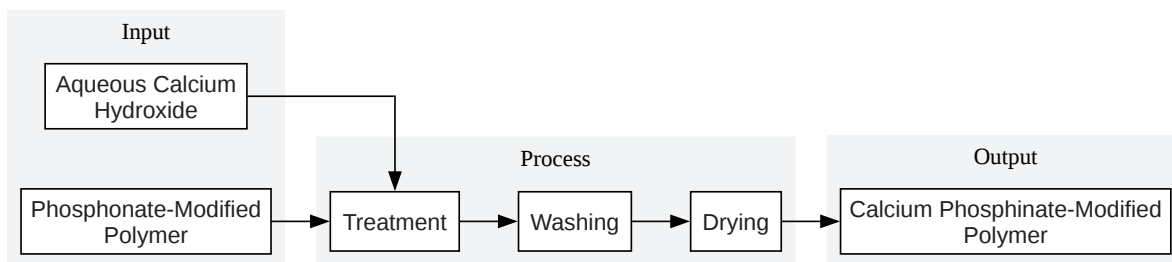 Input
Aqueous Calcium
Hydroxide
Phosphonate-Modified
Polymer
Process
Treatment
Washing
Drying
Output
Calcium Phosphinate-Modified
Polymer